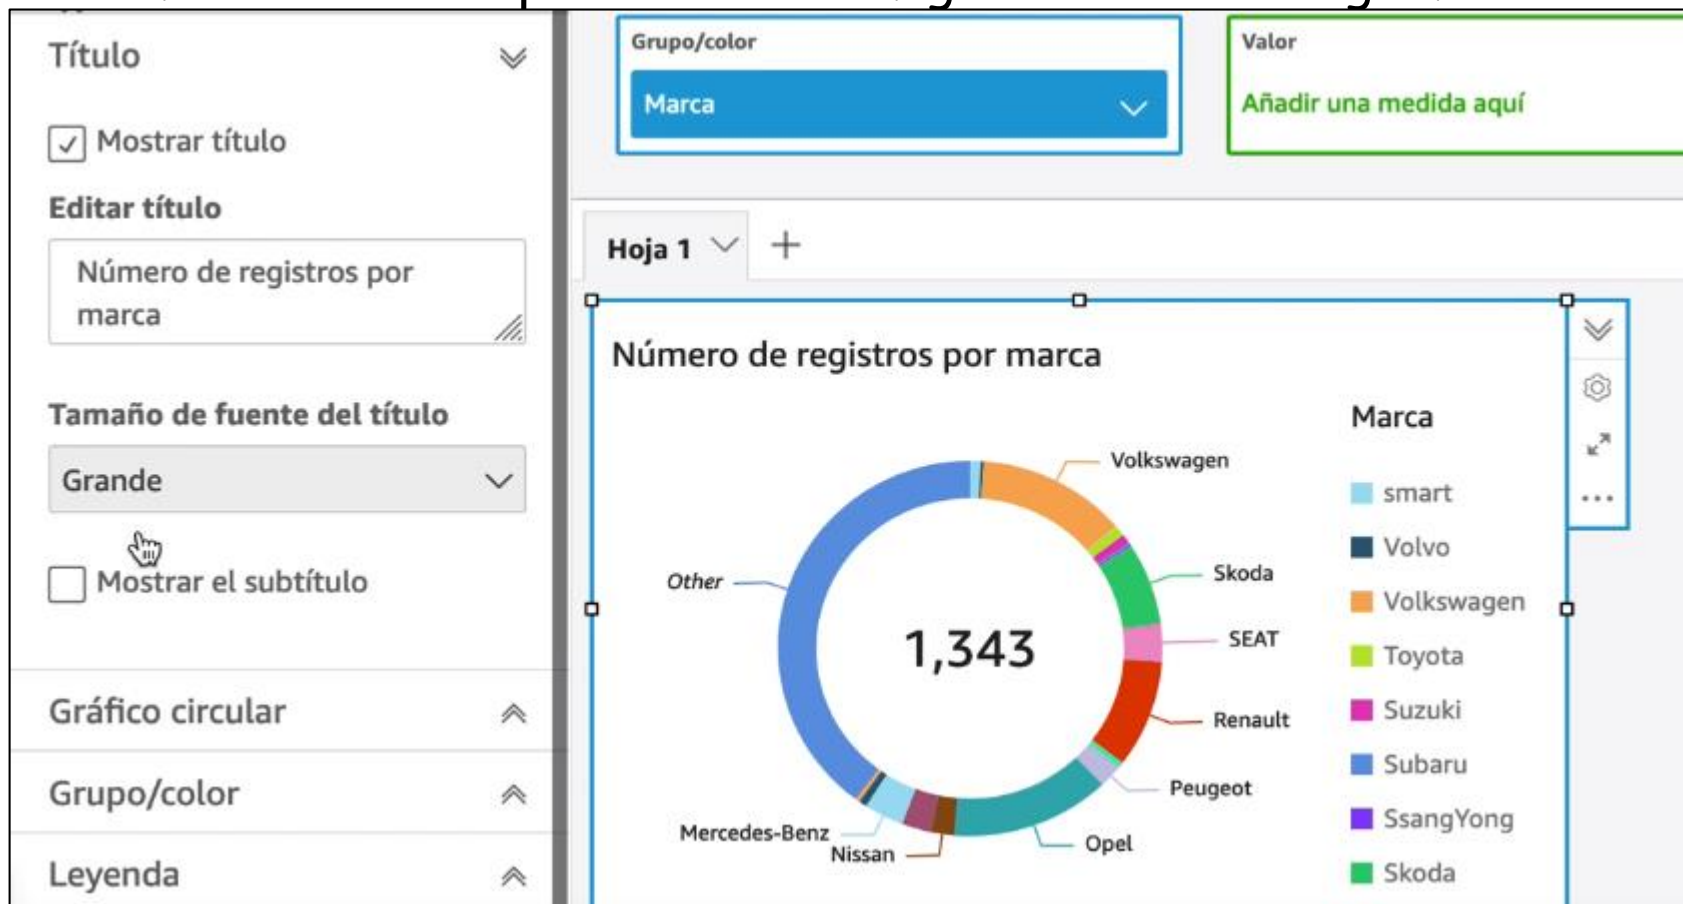 Título
Mostrar título
Editar título
Número de registros por
marca
Tamaño de fuente del título
Grande
Mostrar el subtítulo
Gráfico circular
Grupo/color
Leyenda
Grupo/color
Marca
Valor
Añadir una medida aquí
Hoja 1
Número de registros por marca
Volkswagen
Other
Skoda
1,343
SEAT
Renault
Peugeot
Mercedes-Benz
Nissan
Opel
Marca
smart
Volvo
Volkswagen
Toyota
Suzuki
Subaru
SsangYong
Skoda